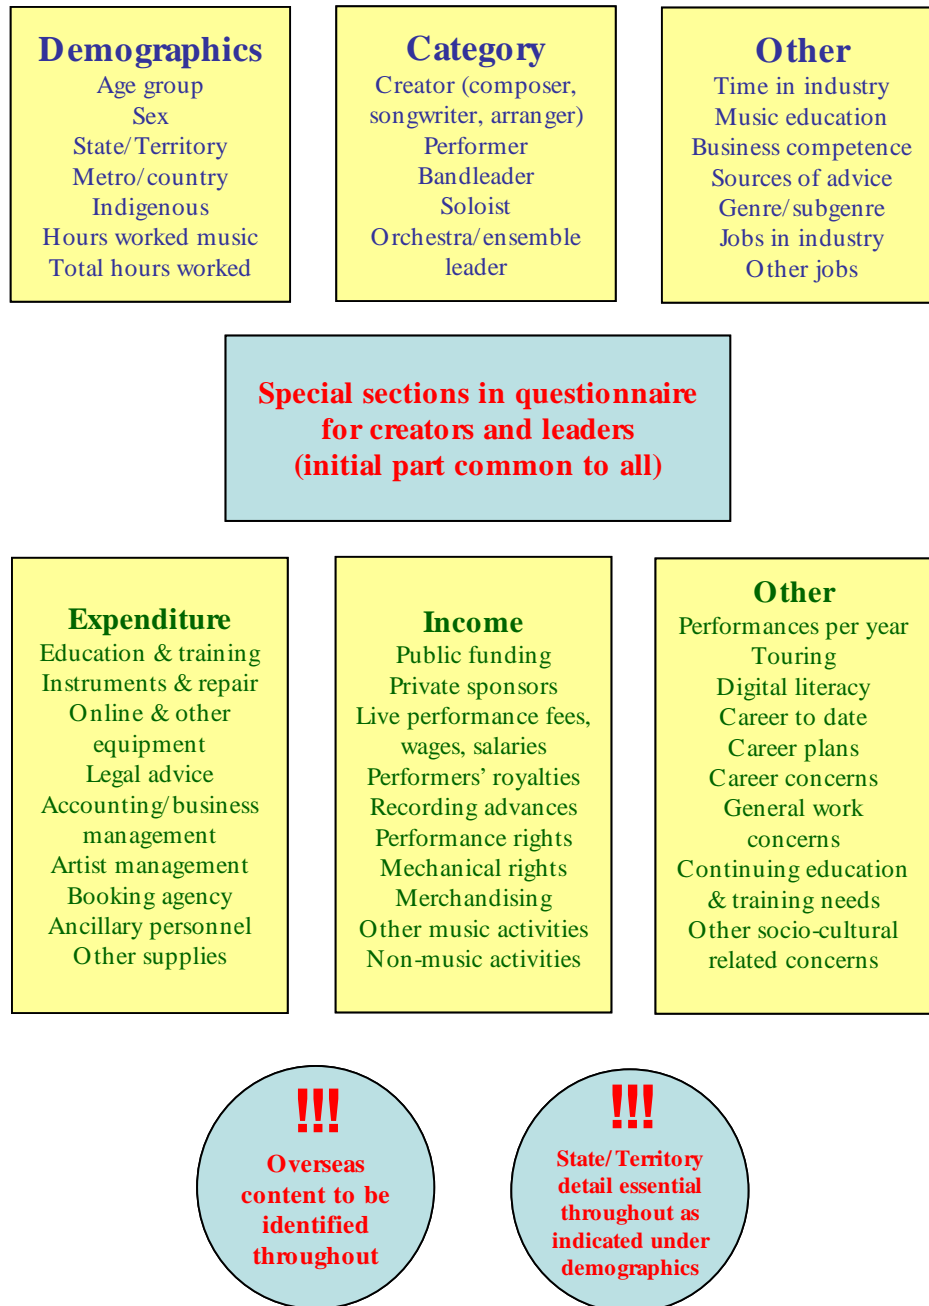 Demographics
Age group
Sex
State/Territory
Metro/country
Indigenous
Hours worked music
Total hours worked
Category
Creator (composer,
songwriter, arranger)
Performer
Bandleader
Soloist
Orchestra/ensemble
leader
Other
Time in industry
Music education
Business competence
Sources of advice
Genre/subgenre
Jobs in industry
Other jobs
Special sections in questionnaire
for creators and leaders
(initial part common to all)
Expenditure
Education & training
Instruments & repair
Online & other
equipment
Legal advice
Accounting/business
management
Artist management
Booking agency
Ancillary personnel
Other supplies
Income
Public funding
Private sponsors
Live performance fees,
wages, salaries
Performers’ royalties
Recording advances
Performance rights
Mechanical rights
Merchandising
Other music activities
Non-music activities
Other
Performances per year
Touring
Digital literacy
Career to date
Career plans
Career concerns
General work
concerns
Continuing education
& training needs
Other socio-cultural
related concerns
!!!
Overseas
content to be
identified
throughout
!!!
State/Territory
detail essential
throughout as
indicated under
demographics